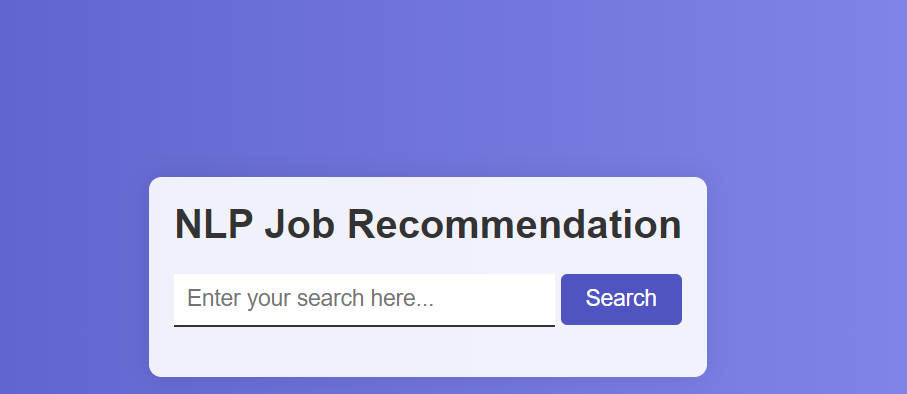 NLP Job Recommendation
Enter your search here...
Search